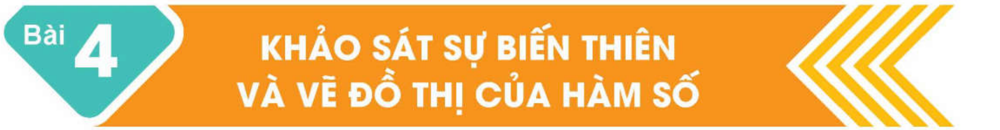 Bài 4
KHẢO SÁT SỰ BIẾN THIÊN
VÀ VẼ ĐỒ THỊ CỦA HÀM SỐ